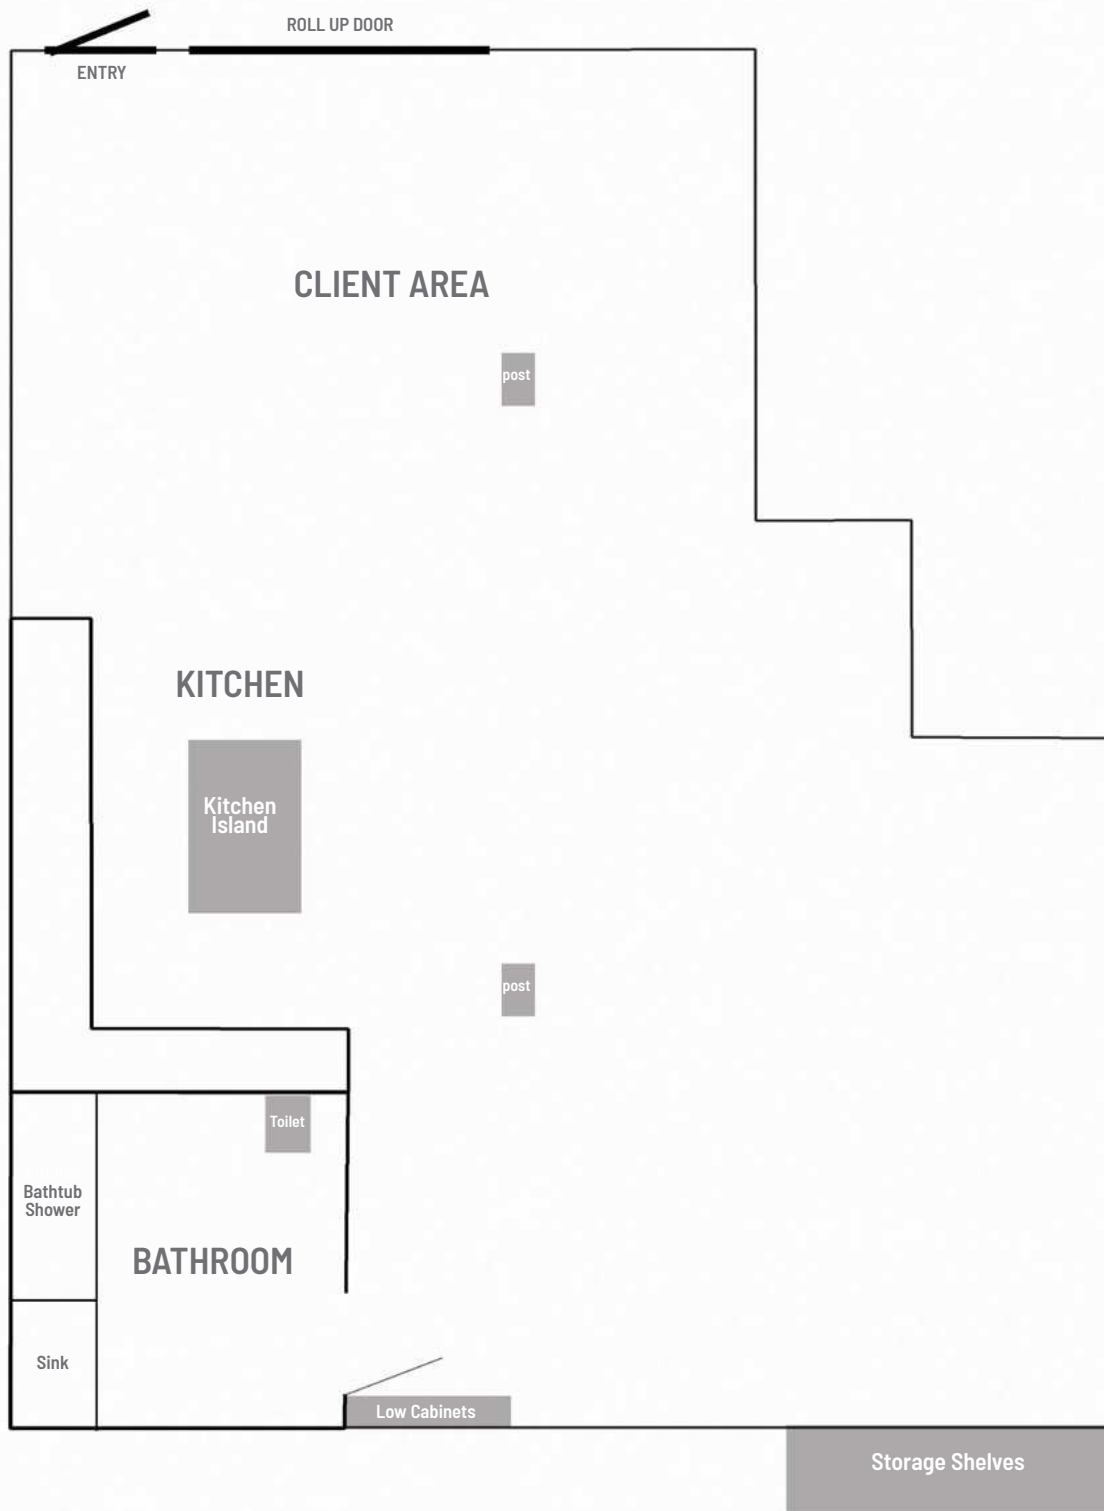 ROLL UP DOOR
ENTRY
CLIENT AREA
post
KITCHEN
Kitchen
Island
post
Toilet
Bathtub
Shower
BATHROOM
Sink
Low Cabinets
Storage Shelves